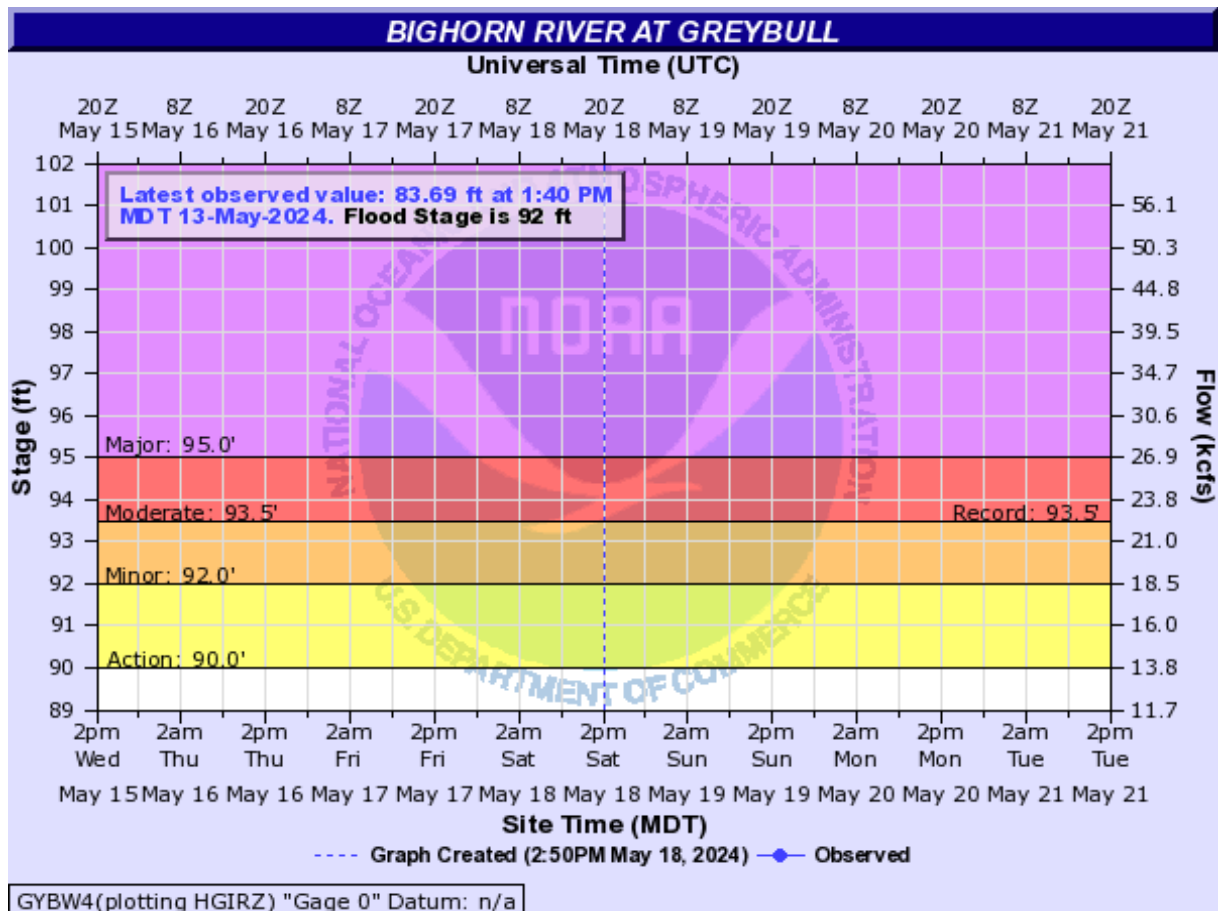 BIGHORN RIVER AT GREYBULL
Universal Time (UTC)
20Z 8Z 20Z 8Z 20Z 8Z 20Z 8Z 20Z 8Z 20Z 8Z 20Z
May 15 May 16 May 16 May 17 May 17 May 18 May 18 May 19 May 19 May 20 May 20 May 21 May 21
Latest observed value: 83.69 ft at 1:40 PM
MDT 13-May-2024. Flood Stage is 92 ft
Stage (ft)
102
101 56.1
100 50.3
99 44.8
98 39.5
97 34.7
96 30.6
Major: 95.0'
95 26.9
94 23.8
Moderate: 93.5' Record: 93.5'
93 21.0
Minor: 92.0'
92 18.5
91 16.0
Action: 90.0'
90 13.8
89 11.7
Flow (kcfs)
NATIONAL OCEANIC AND ATMOSPHERIC ADMINISTRATION
NOAA
U.S. DEPARTMENT OF COMMERCE
2pm 2am 2pm 2am 2pm 2am 2pm 2am 2pm 2am 2pm 2am 2pm
Wed Thu Thu Fri Fri Sat Sat Sun Sun Mon Mon Tue Tue
May 15 May 16 May 16 May 17 May 17 May 18 May 18 May 19 May 19 May 20 May 20 May 21 May 21
Site Time (MDT)
Graph Created (2:50PM May 18, 2024) Observed
GYBW4(plotting HGIRZ) "Gage 0" Datum: n/a